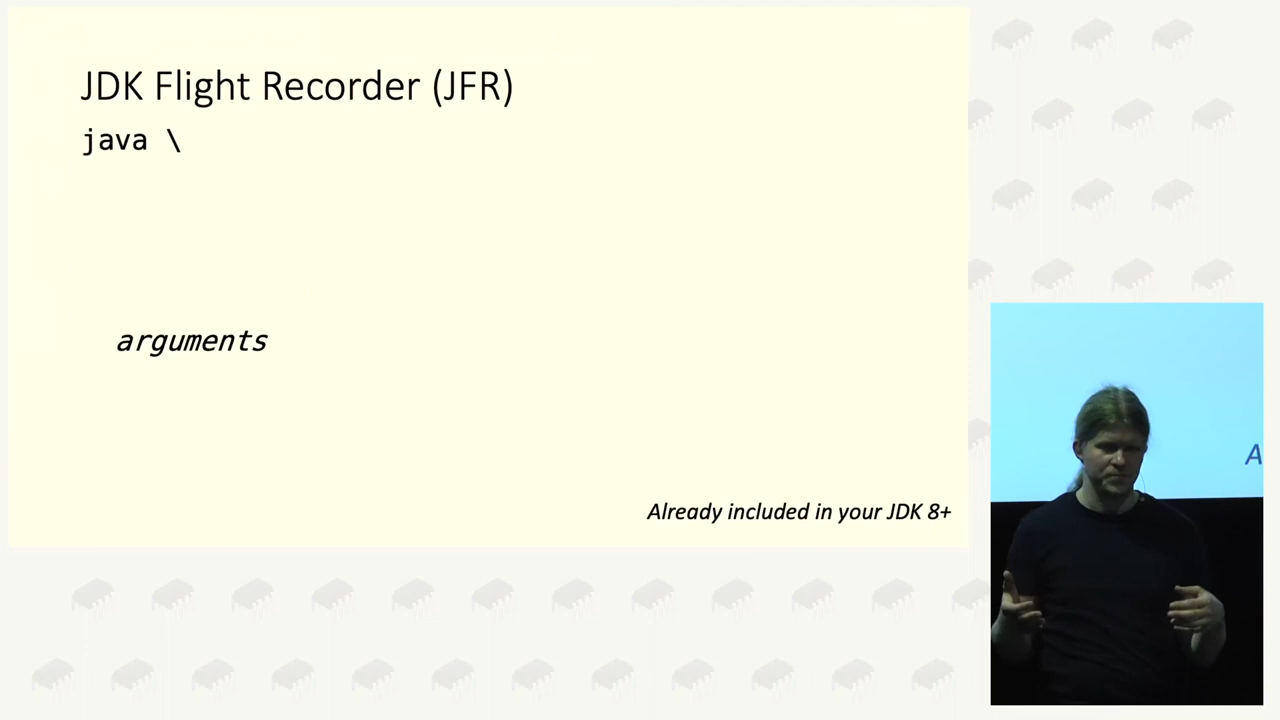 JDK Flight Recorder (JFR)
java \
arguments
Already included in your JDK 8+
A